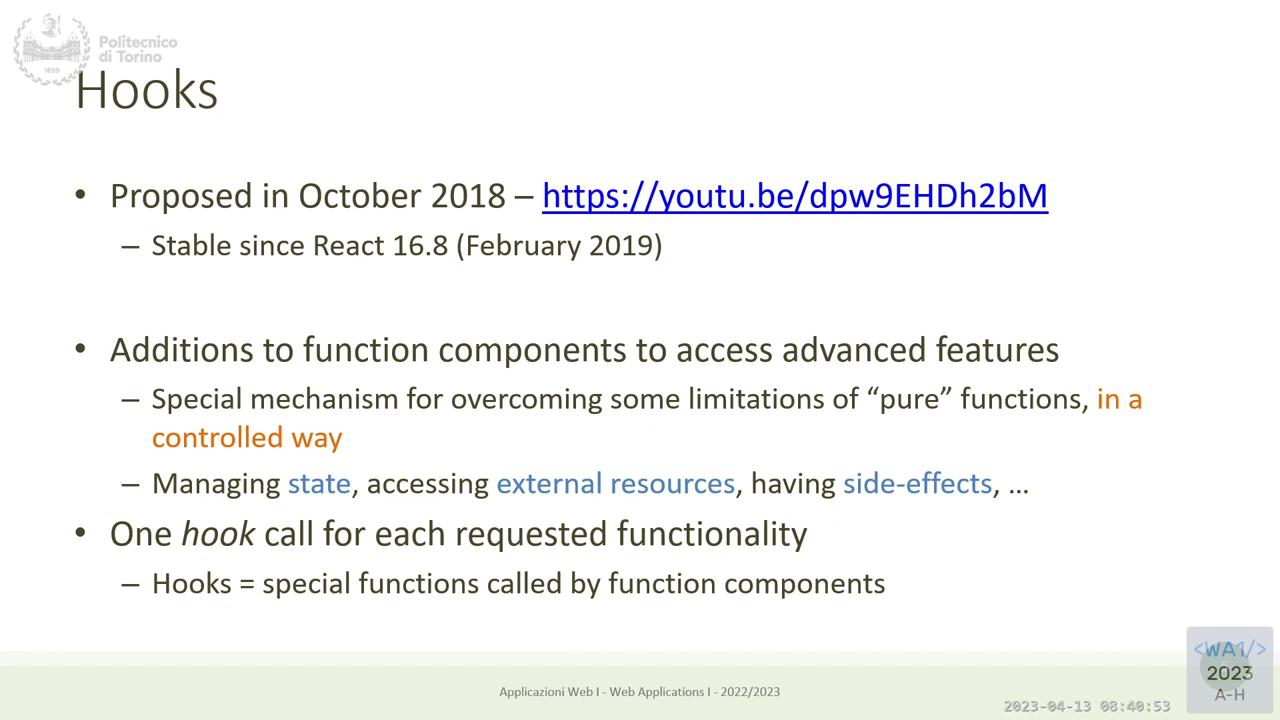 Politecnico
di Torino
1859
Hooks
• Proposed in October 2018 – https://youtu.be/dpw9EHDh2bM
– Stable since React 16.8 (February 2019)
• Additions to function components to access advanced features
– Special mechanism for overcoming some limitations of “pure” functions, in a
controlled way
– Managing state, accessing external resources, having side-effects, …
• One hook call for each requested functionality
– Hooks = special functions called by function components
Applicazioni Web I - Web Applications I - 2022/2023
2023-04-13 08:40:53
<WA1/>
2023
A-H